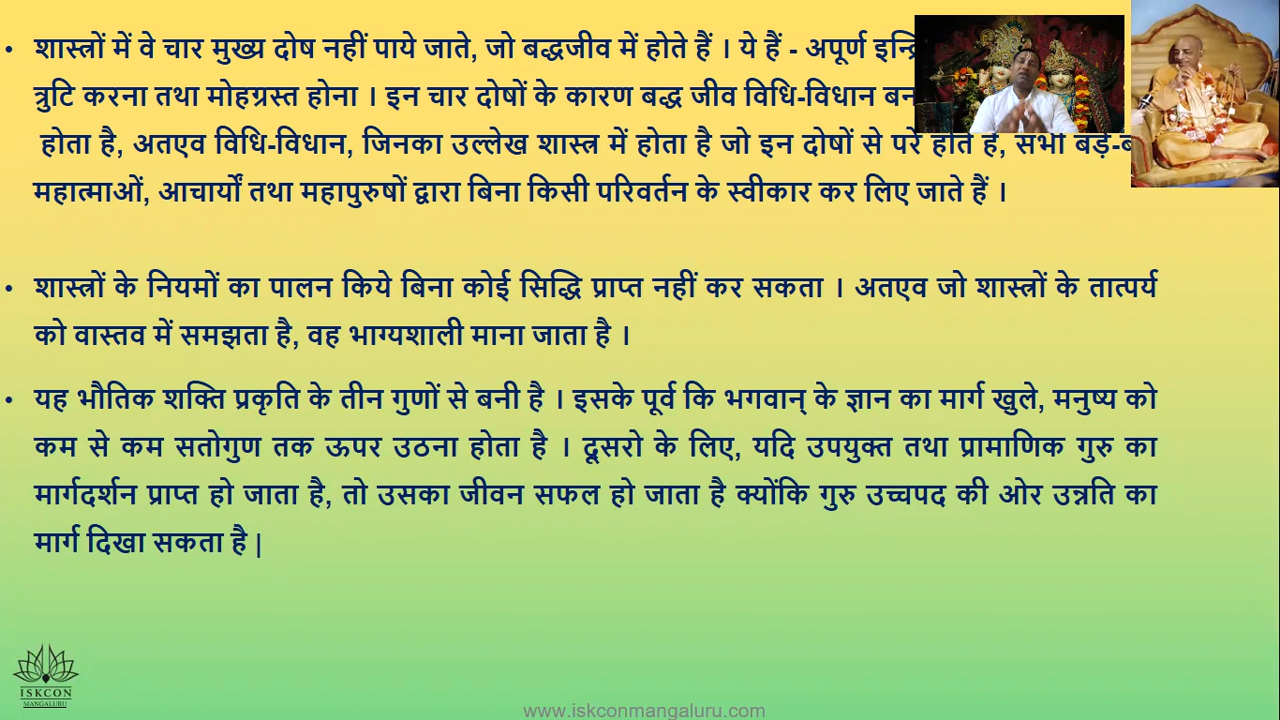 • शास्त्रों में वे चार मुख्य दोष नहीं पाये जाते, जो बद्धजीव में होते हैं । ये हैं - अपूर्ण
त्रुटि करना तथा मोहग्रस्त होना । इन चार दोषों के कारण बद्ध जीव विधि-विधान
होता है, अतएव विधि-विधान, जिनका उल्लेख शास्त्र में होता है जो इन दोषों से परे होते हैं, सभी
महात्माओं, आचार्यों तथा महापुरुषों द्वारा बिना किसी परिवर्तन के स्वीकार कर लिए जाते हैं ।
• शास्त्रों के नियमों का पालन किये बिना कोई सिद्धि प्राप्त नहीं कर सकता । अतएव जो शास्त्रों के तात्पर्य
को वास्तव में समझता है, वह भाग्यशाली माना जाता है ।
• यह भौतिक शक्ति प्रकृति के तीन गुणों से बनी है । इसके पूर्व कि भगवान् के ज्ञान का मार्ग खुले, मनुष्य को
कम से कम सतोगुण तक ऊपर उठना होता है । दूसरो के लिए, यदि उपयुक्त तथा प्रामाणिक गुरु का
मार्गदर्शन प्राप्त हो जाता है, तो उसका जीवन सफल हो जाता है क्योंकि गुरु उच्चपद की ओर उन्नति का
मार्ग दिखा सकता है |
ISKCON
MANGALURU
www.iskconmangaluru.com